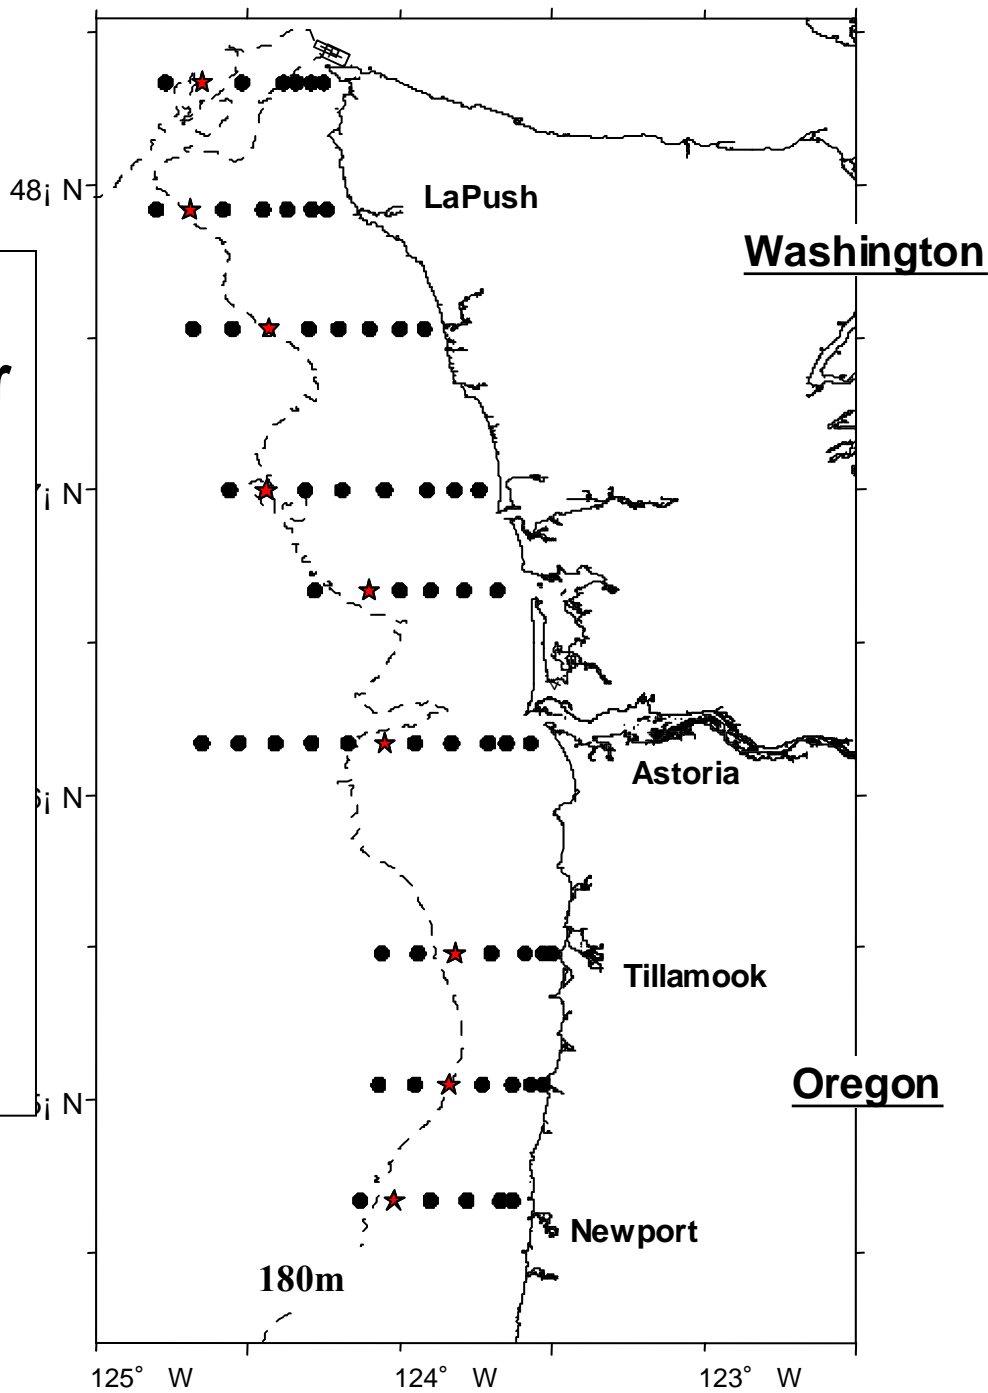 48¡ N
LaPush
Washington
r
¡ N
¡ N
Astoria
Tillamook
¡ N
Oregon
Newport
180m
125° W 124° W 123° W